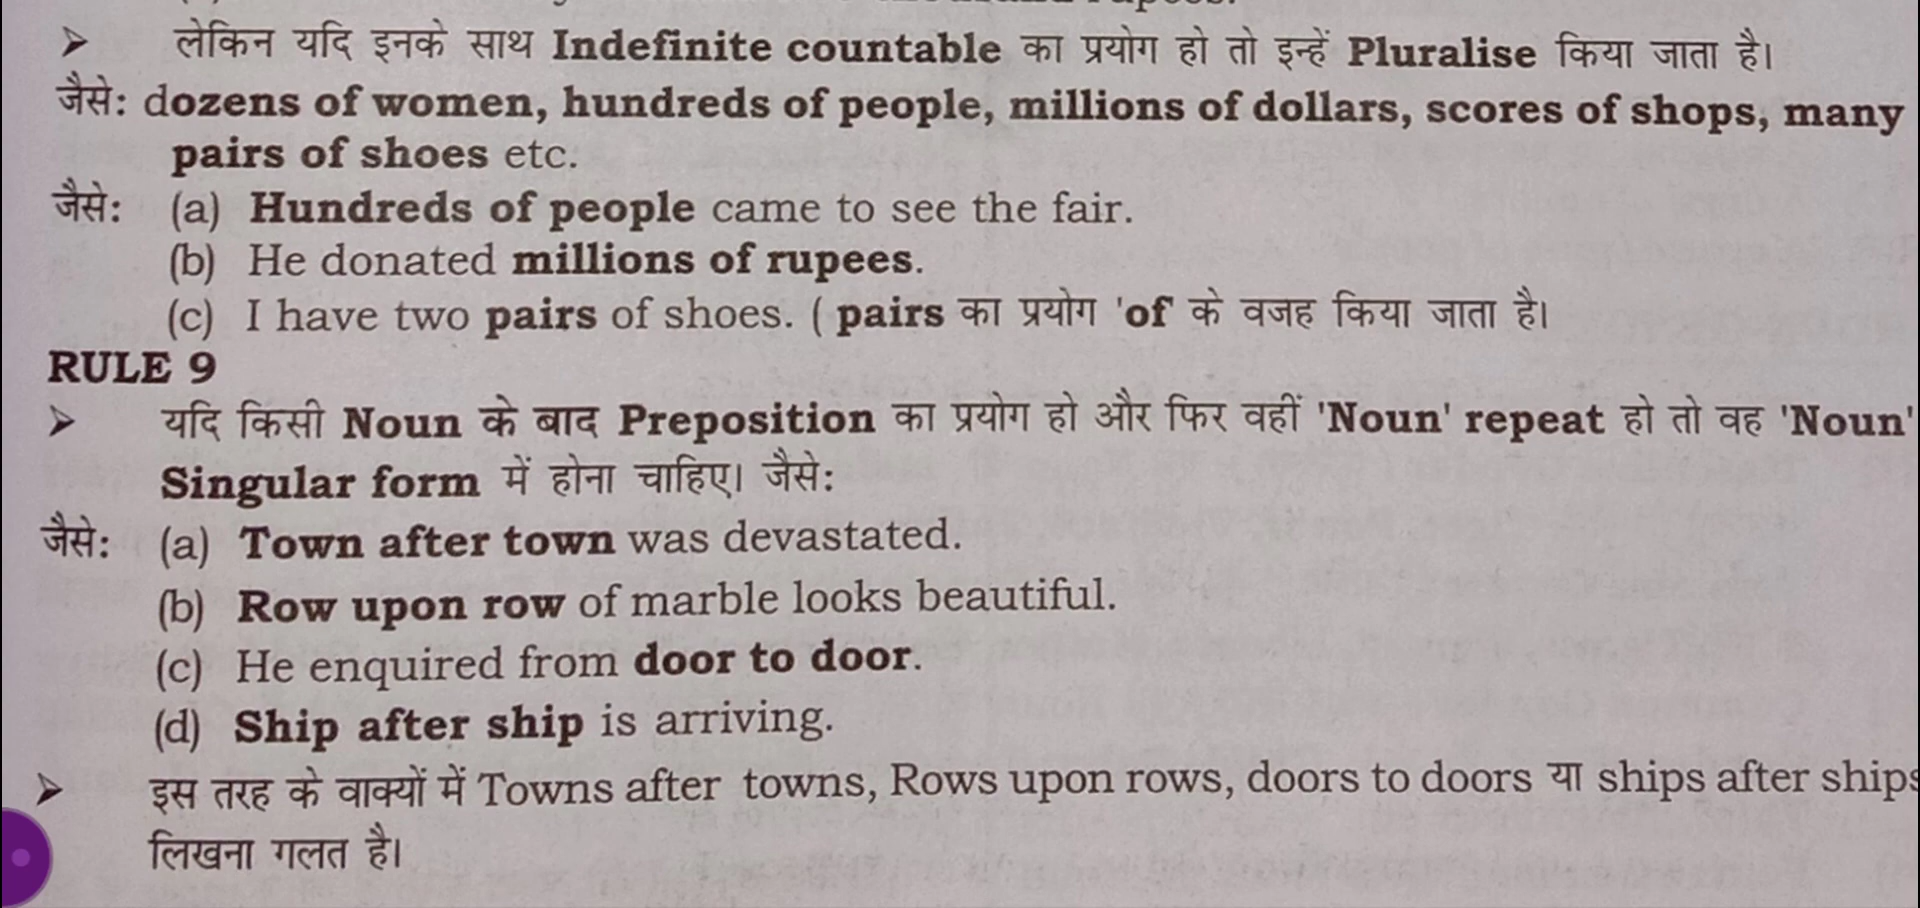 ➤ लेकिन यदि इनके साथ Indefinite countable का प्रयोग हो तो इन्हें Pluralise किया जाता है।
जैसे: dozens of women, hundreds of people, millions of dollars, scores of shops, many
pairs of shoes etc.
जैसे: (a) Hundreds of people came to see the fair.
(b) He donated millions of rupees.
(c) I have two pairs of shoes. ( pairs का प्रयोग 'of' के वजह किया जाता है।
RULE 9
➤ यदि किसी Noun के बाद Preposition का प्रयोग हो और फिर वहीं 'Noun' repeat हो तो वह 'Noun'
Singular form में होना चाहिए। जैसे:
जैसे: (a) Town after town was devastated.
(b) Row upon row of marble looks beautiful.
(c) He enquired from door to door.
(d) Ship after ship is arriving.
➤ इस तरह के वाक्यों में Towns after towns, Rows upon rows, doors to doors या ships after ships
लिखना गलत है।